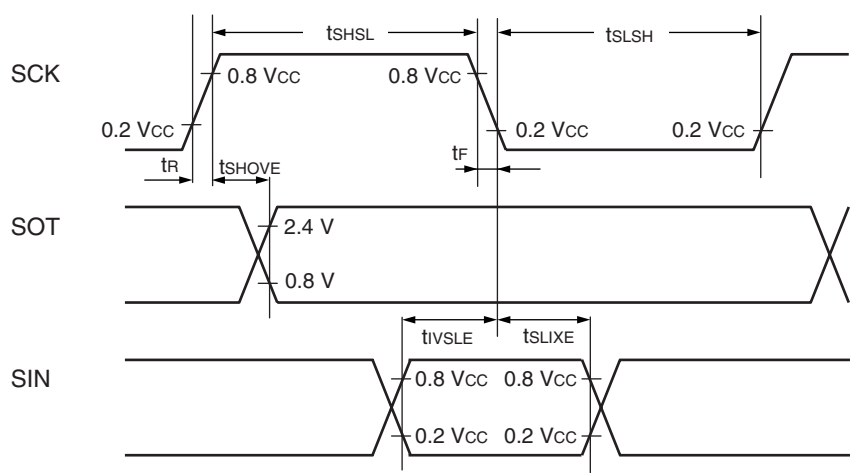 tSHSL tSLSH
SCK 0.8 VCC 0.8 VCC
0.2 VCC 0.2 VCC 0.2 VCC
tR tSHOVE tF
SOT 2.4 V
0.8 V
tIVSLE tSLIXE
SIN 0.8 VCC 0.8 VCC
0.2 VCC 0.2 VCC